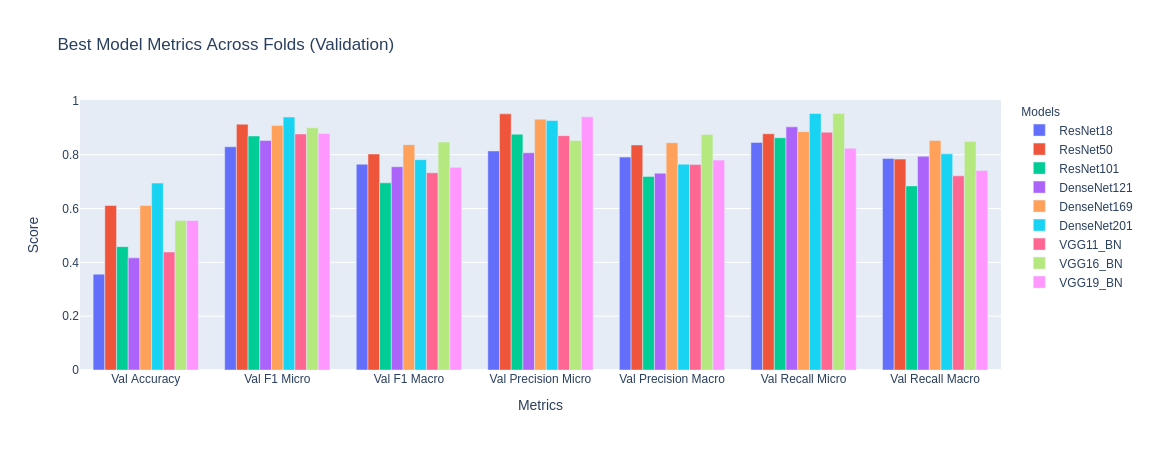 Best Model Metrics Across Folds (Validation)
Score
1
0.8
0.6
0.4
0.2
0
Val Accuracy
Val F1 Micro
Val F1 Macro
Val Precision Micro
Val Precision Macro
Val Recall Micro
Val Recall Macro
Metrics
Models
ResNet18
ResNet50
ResNet101
DenseNet121
DenseNet169
DenseNet201
VGG11_BN
VGG16_BN
VGG19_BN